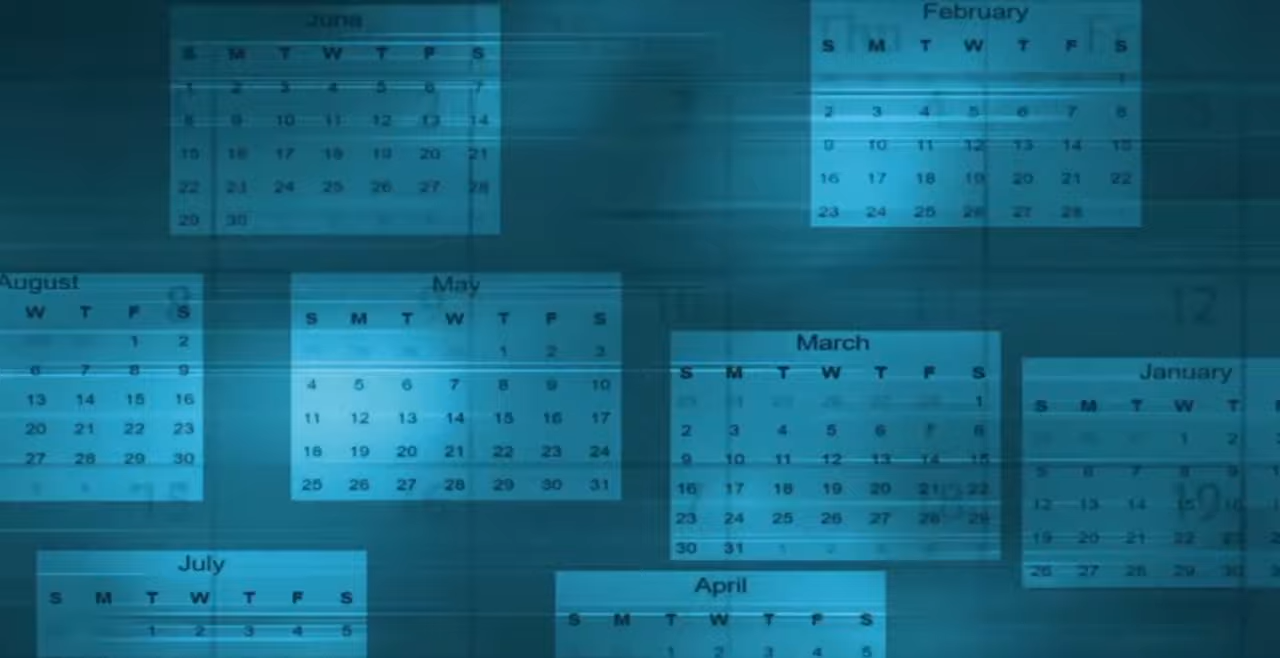 June
S M T W T F S
1 2 3 4 5 6 7
8 9 10 11 12 13 14
15 16 17 18 19 20 21
22 23 24 25 26 27 28
29 30
February
S M T W T F S
1
2 3 4 5 6 7 8
9 10 11 12 13 14 15
16 17 18 19 20 21 22
23 24 25 26 27 28
August
W T F S
1 2
6 7 8 9
13 14 15 16
20 21 22 23
27 28 29 30
May
S M T W T F S
1 2 3
4 5 6 7 8 9 10
11 12 13 14 15 16 17
18 19 20 21 22 23 24
25 26 27 28 29 30 31
March
S M T W T F S
1
2 3 4 5 6 7 8
9 10 11 12 13 14 15
16 17 18 19 20 21 22
23 24 25 26 27 28 29
30 31
January
S M T W T
1 2
5 6 7 8 9
12 13 14 15 16
19 20 21 22 23
26 27 28 29 30
July
S M T W T F S
1 2 3 4 5
April
S M T W T F S
1 2 3 4 5
12
19